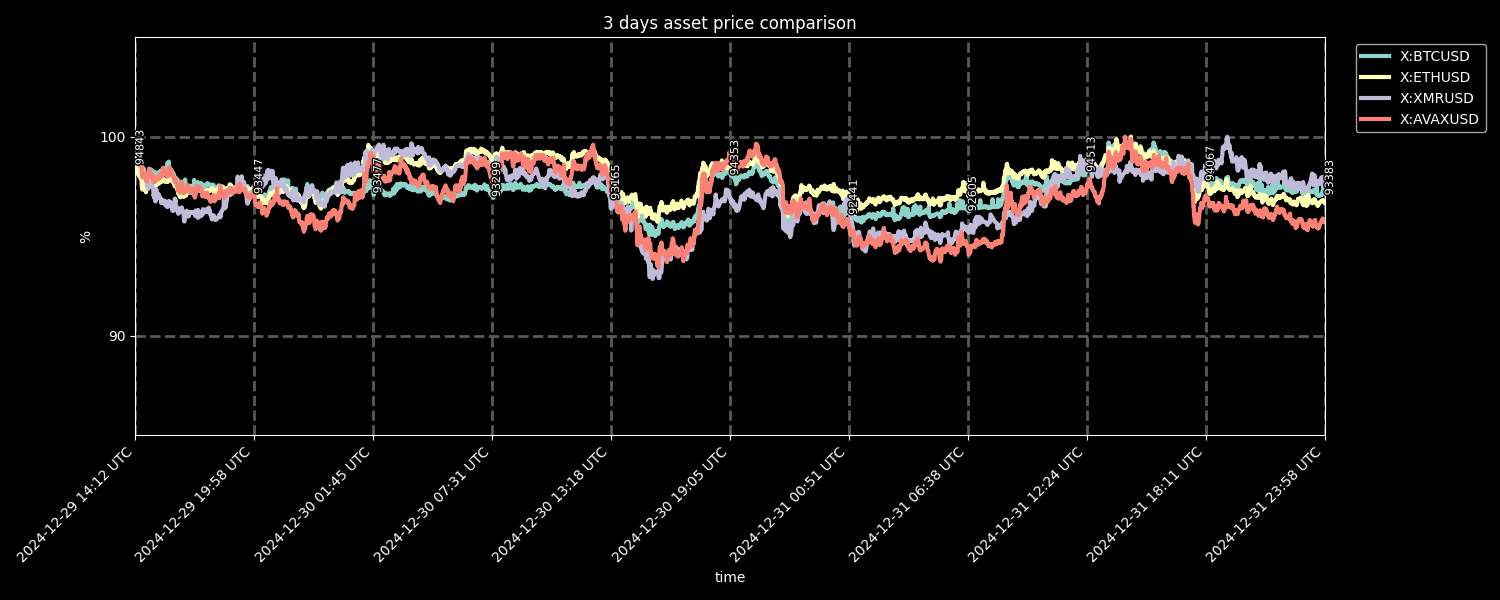 3 days asset price comparison
X:BTCUSD
X:ETHUSD
X:XMRUSD
X:AVAXUSD
100
90
%
94843
93447
93477
93299
93165
94353
92441
92605
94513
94067
93383
2024-12-29 14:12 UTC
2024-12-29 19:58 UTC
2024-12-30 01:45 UTC
2024-12-30 07:31 UTC
2024-12-30 13:18 UTC
2024-12-30 19:05 UTC
2024-12-31 00:51 UTC
2024-12-31 06:38 UTC
2024-12-31 12:24 UTC
2024-12-31 18:11 UTC
2024-12-31 23:58 UTC
time